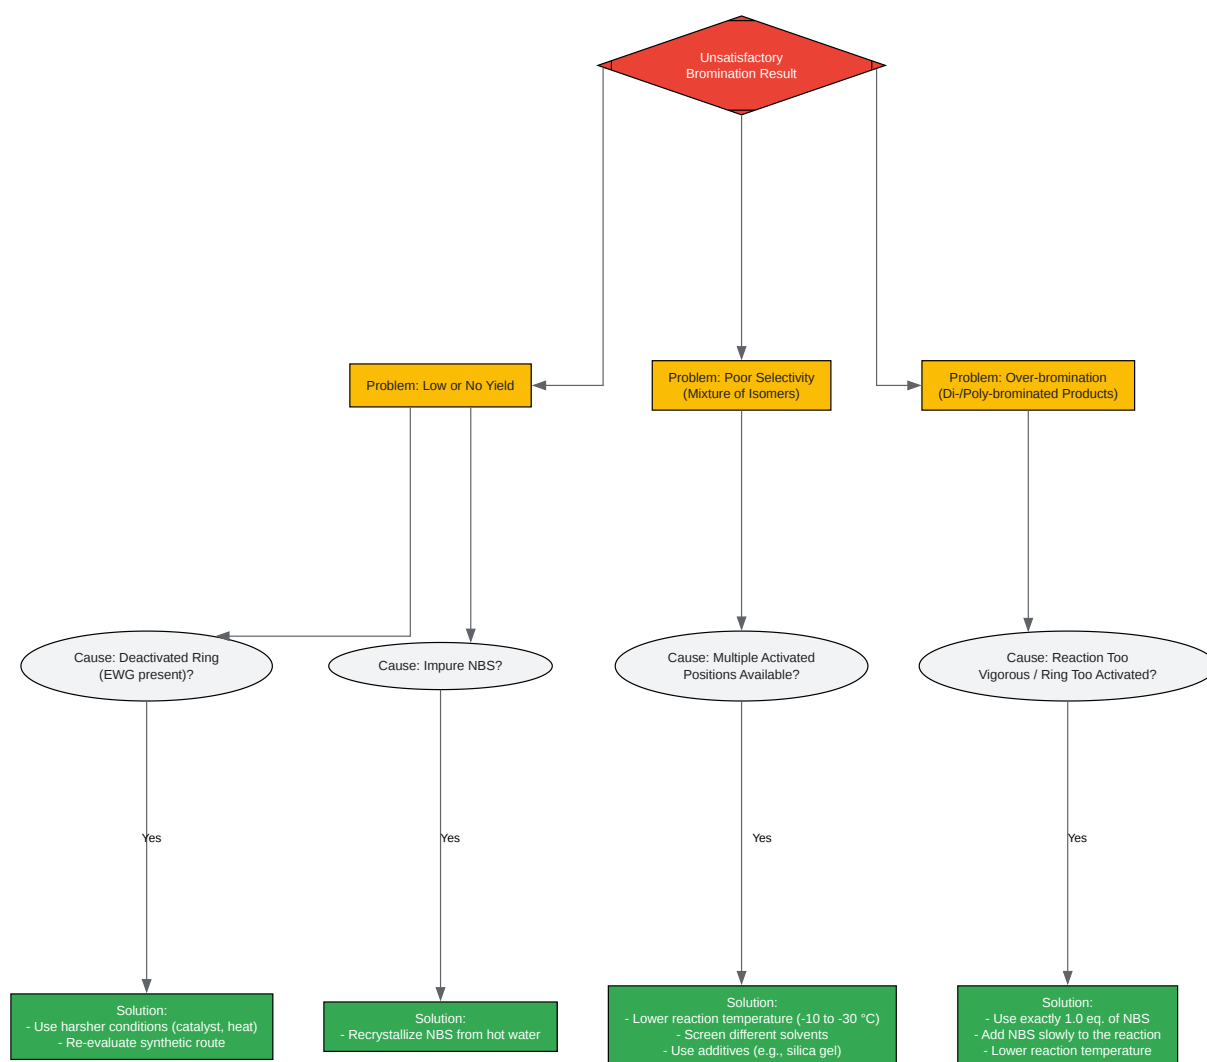 Unsatisfactory
Bromination Result
Problem: Low or No Yield
Problem: Poor Selectivity
(Mixture of Isomers)
Problem: Over-bromination
(Di-/Poly-brominated Products)
Cause: Deactivated Ring
(EWG present)?
Cause: Impure NBS?
Cause: Multiple Activated
Positions Available?
Cause: Reaction Too
Vigorous / Ring Too Activated?
Yes
Yes
Yes
Yes
Solution:
- Use harsher conditions (catalyst, heat)
- Re-evaluate synthetic route
Solution:
- Recrystallize NBS from hot water
Solution:
- Lower reaction temperature (-10 to -30 °C)
- Screen different solvents
- Use additives (e.g., silica gel)
Solution:
- Use exactly 1.0 eq. of NBS
- Add NBS slowly to the reaction
- Lower reaction temperature